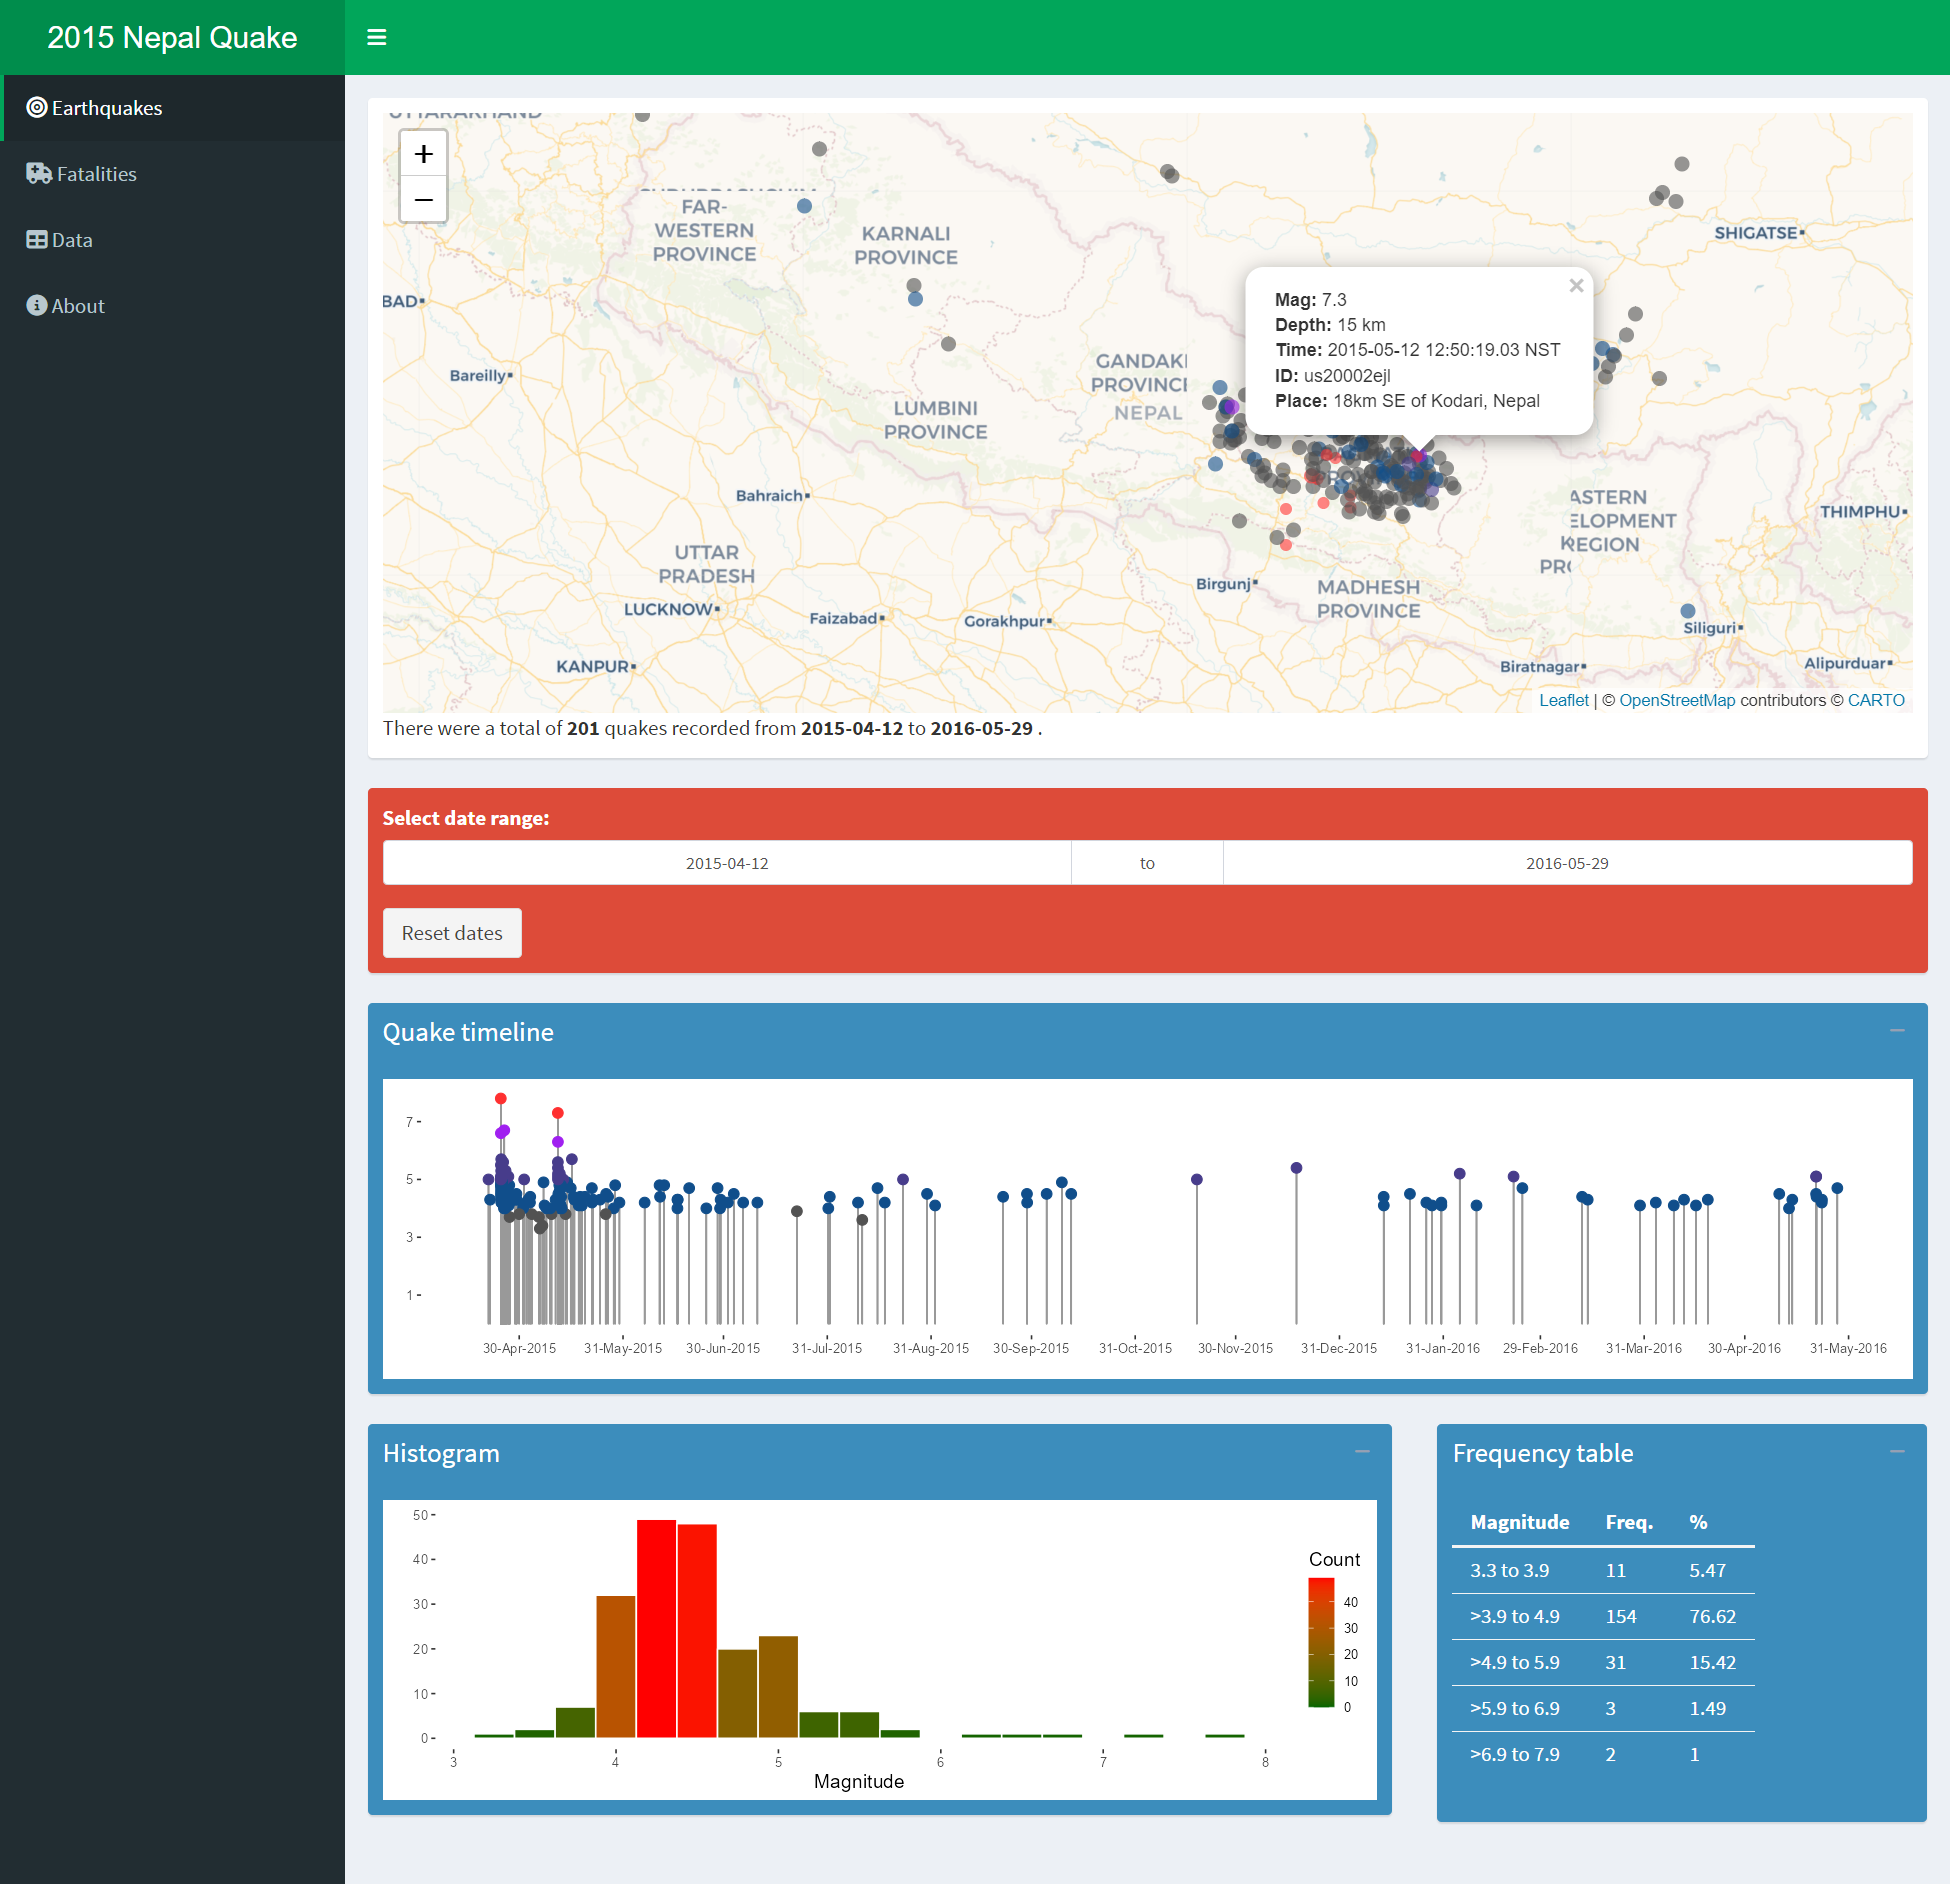 2015 Nepal Quake
Earthquakes
Fatalities
Data
About
+
−
UTTARAKHAND
FAR-
WESTERN
PROVINCE
KARNALI
PROVINCE
SHIGATSE
BAD
Bareilly
GANDAKI
PROVINCE
NEPAL
LUMBINI
PROVINCE
×
Mag: 7.3
Depth: 15 km
Time: 2015-05-12 12:50:19.03 NST
ID: us20002ejl
Place: 18km SE of Kodari, Nepal
Bahraich
ASTERN
ELOPMENT
REGION
THIMPHU
UTTAR
PRADESH
LUCKNOW
Faizabad
Gorakhpur
Birgunj
MADHESH
PROVINCE
Siliguri
KANPUR
Biratnagar
Alipurduar
Leaflet | © OpenStreetMap contributors © CARTO
There were a total of 201 quakes recorded from 2015-04-12 to 2016-05-29 .
Select date range:
2015-04-12 to 2016-05-29
Reset dates
Quake timeline
7
5
3
1
30-Apr-2015 31-May-2015 30-Jun-2015 31-Jul-2015 31-Aug-2015 30-Sep-2015 31-Oct-2015 30-Nov-2015 31-Dec-2015 31-Jan-2016 29-Feb-2016 31-Mar-2016 30-Apr-2016 31-May-2016
Histogram
50
40
30
20
10
0
3 4 5 6 7 8
Magnitude
Count
40
30
20
10
0
Frequency table
Magnitude Freq. %
3.3 to 3.9 11 5.47
>3.9 to 4.9 154 76.62
>4.9 to 5.9 31 15.42
>5.9 to 6.9 3 1.49
>6.9 to 7.9 2 1